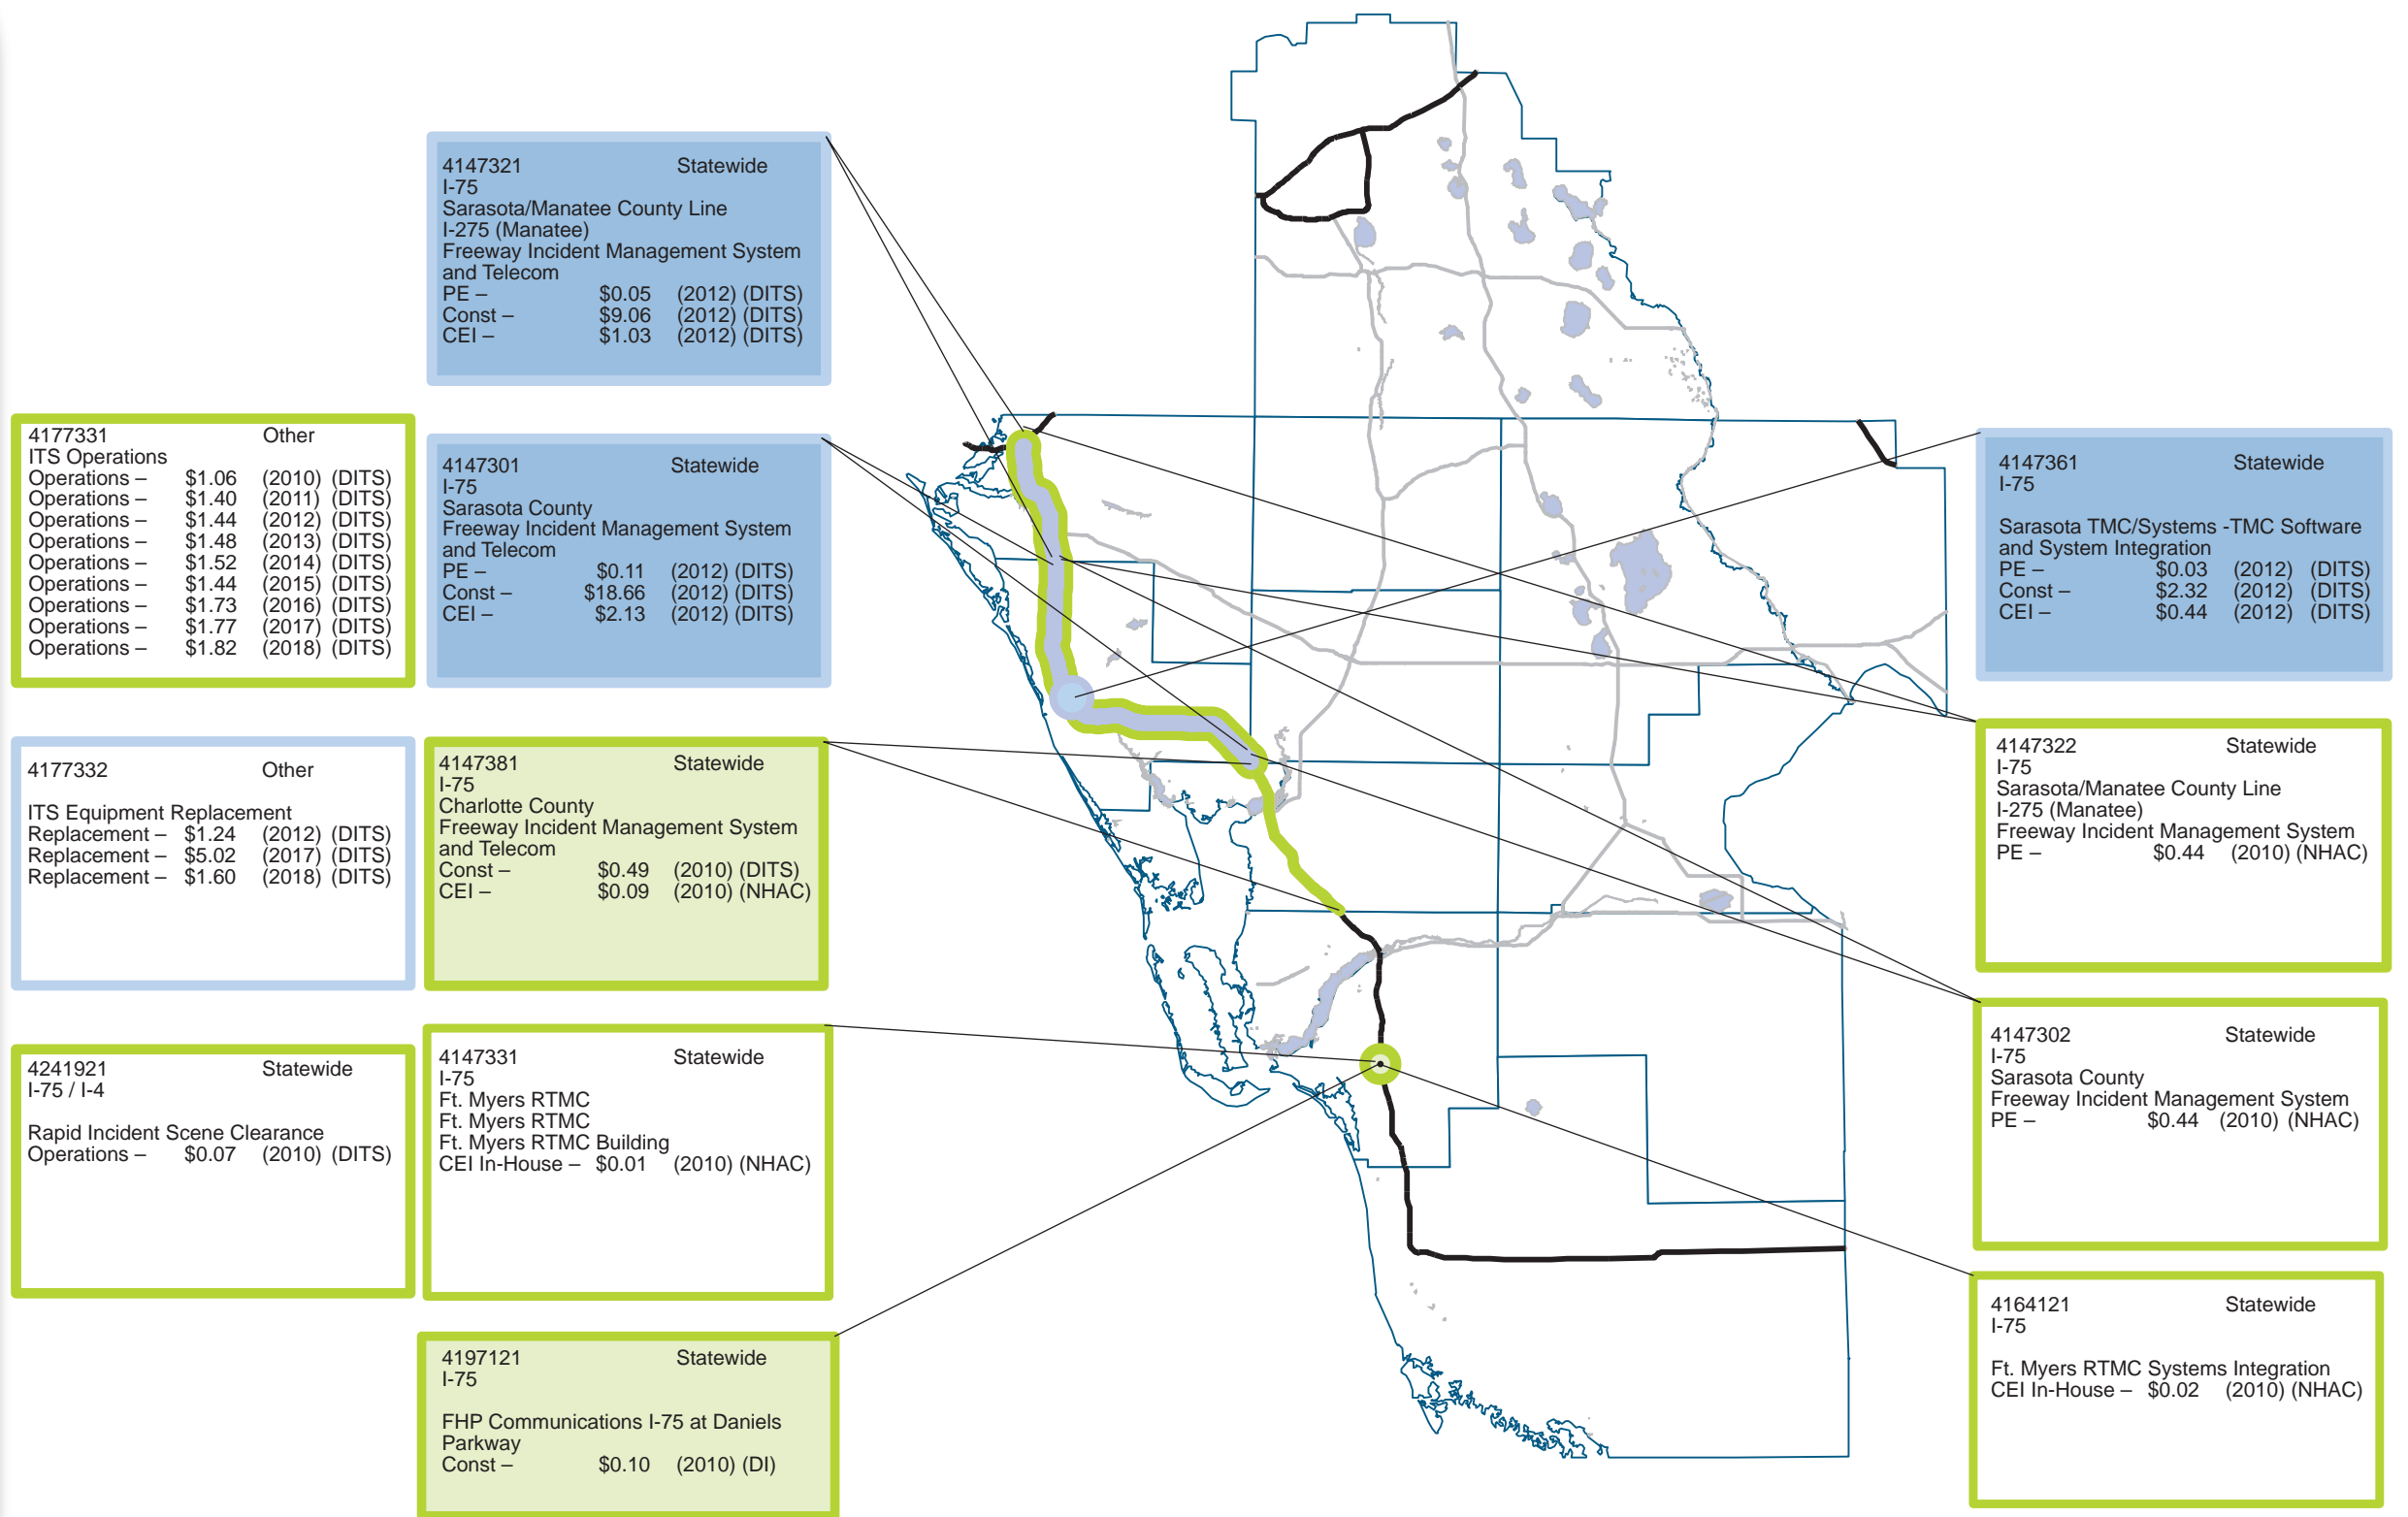 4147321 Statewide
I-75
Sarasota/Manatee County Line
I-275 (Manatee)
Freeway Incident Management System
and Telecom
PE – $0.05 (2012) (DITS)
Const – $9.06 (2012) (DITS)
CEI – $1.03 (2012) (DITS)
4177331 Other
ITS Operations
Operations – $1.06 (2010) (DITS)
Operations – $1.40 (2011) (DITS)
Operations – $1.44 (2012) (DITS)
Operations – $1.48 (2013) (DITS)
Operations – $1.52 (2014) (DITS)
Operations – $1.44 (2015) (DITS)
Operations – $1.73 (2016) (DITS)
Operations – $1.77 (2017) (DITS)
Operations – $1.82 (2018) (DITS)
4147301 Statewide
I-75
Sarasota County
Freeway Incident Management System
and Telecom
PE – $0.11 (2012) (DITS)
Const – $18.66 (2012) (DITS)
CEI – $2.13 (2012) (DITS)
4147361 Statewide
I-75
Sarasota TMC/Systems -TMC Software
and System Integration
PE – $0.03 (2012) (DITS)
Const – $2.32 (2012) (DITS)
CEI – $0.44 (2012) (DITS)
4177332 Other
ITS Equipment Replacement
Replacement – $1.24 (2012) (DITS)
Replacement – $5.02 (2017) (DITS)
Replacement – $1.60 (2018) (DITS)
4147381 Statewide
I-75
Charlotte County
Freeway Incident Management System
and Telecom
Const – $0.49 (2010) (DITS)
CEI – $0.09 (2010) (NHAC)
4147322 Statewide
I-75
Sarasota/Manatee County Line
I-275 (Manatee)
Freeway Incident Management System
PE – $0.44 (2010) (NHAC)
4241921 Statewide
I-75 / I-4
Rapid Incident Scene Clearance
Operations – $0.07 (2010) (DITS)
4147331 Statewide
I-75
Ft. Myers RTMC
Ft. Myers RTMC
Ft. Myers RTMC Building
CEI In-House – $0.01 (2010) (NHAC)
4147302 Statewide
I-75
Sarasota County
Freeway Incident Management System
PE – $0.44 (2010) (NHAC)
4197121 Statewide
I-75
FHP Communications I-75 at Daniels
Parkway
Const – $0.10 (2010) (DI)
4164121 Statewide
I-75
Ft. Myers RTMC Systems Integration
CEI In-House – $0.02 (2010) (NHAC)